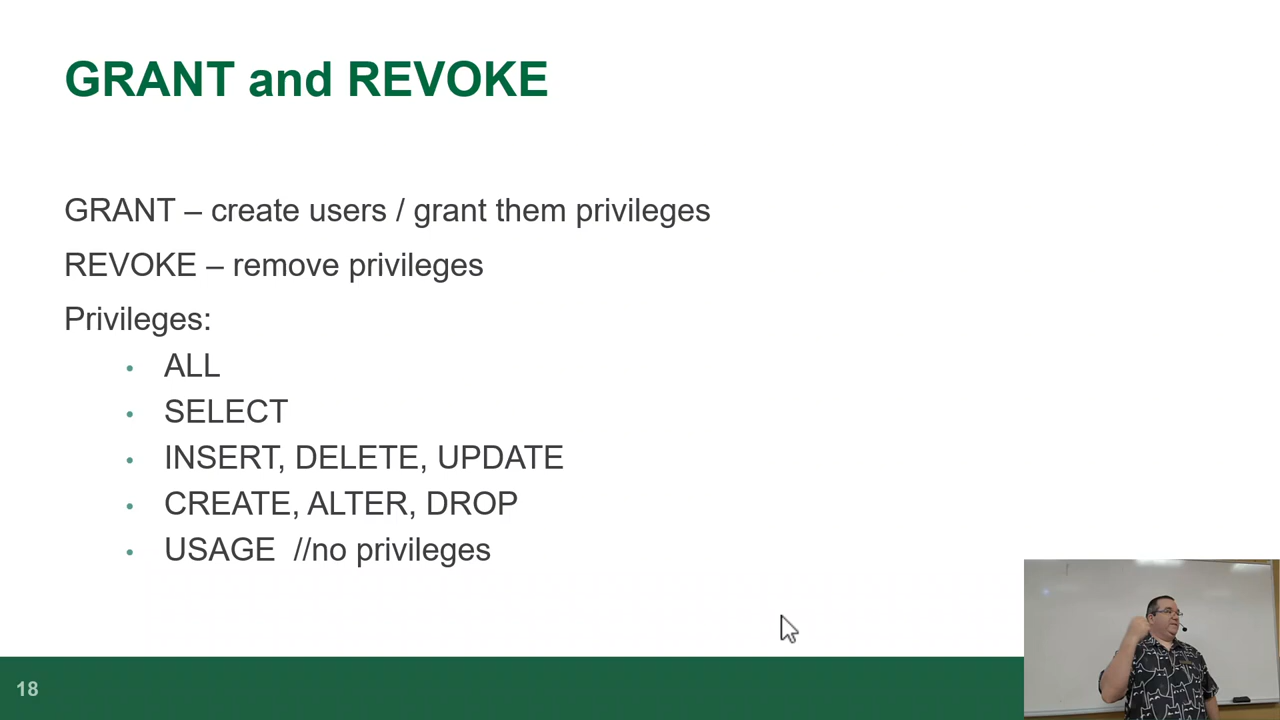 GRANT and REVOKE
GRANT – create users / grant them privileges
REVOKE – remove privileges
Privileges:
• ALL
• SELECT
• INSERT, DELETE, UPDATE
• CREATE, ALTER, DROP
• USAGE //no privileges
18